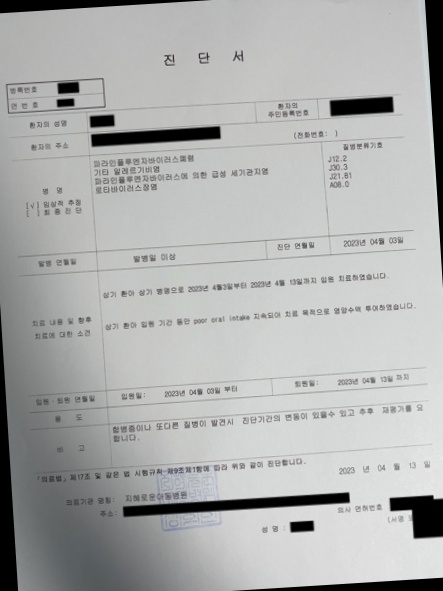 진 단 서
병록번호
연 번 호
환자의 성명
환자의
주민등록번호
환자의 주소
(전화번호: )
병 명
[√] 임상적 추정
[ ] 최 종 진 단
질병분류기호
파라인플루엔자바이러스폐렴 J12.2
기타 알레르기비염 J30.3
파라인플루엔자바이러스에 의한 급성 세기관지염 J21.81
로타바이러스장염 A08.0
발병 연월일 발병일 미상 진단 연월일 2023년 04월 03일
치료 내용 및 향후
치료에 대한 소견
상기 환아 상기 병명으로 2023년 4월3일부터 2023년 4월 13일까지 입원 치료하였습니다.
상기 환아 입원 기간 동안 poor oral intake 지속되어 치료 목적으로 영양수액 투여하였습니다.
입원·퇴원 연월일 입원일: 2023년 04월 03일 부터 퇴원일: 2023년 04월 13일 까지
용 도
비 고
합병증이나 또다른 질병이 발견시 진단기간의 변동이 있을수 있고 추후 재평가를 요
합니다.
「의료법」 제17조 및 같은 법 시행규칙 제9조제1항에 따라 위와 같이 진단합니다.
2023 년 04 월 13 일
의료기관 명칭: 지혜로운아동병원
주소:
의사 면허번호
성 명 :
(서명